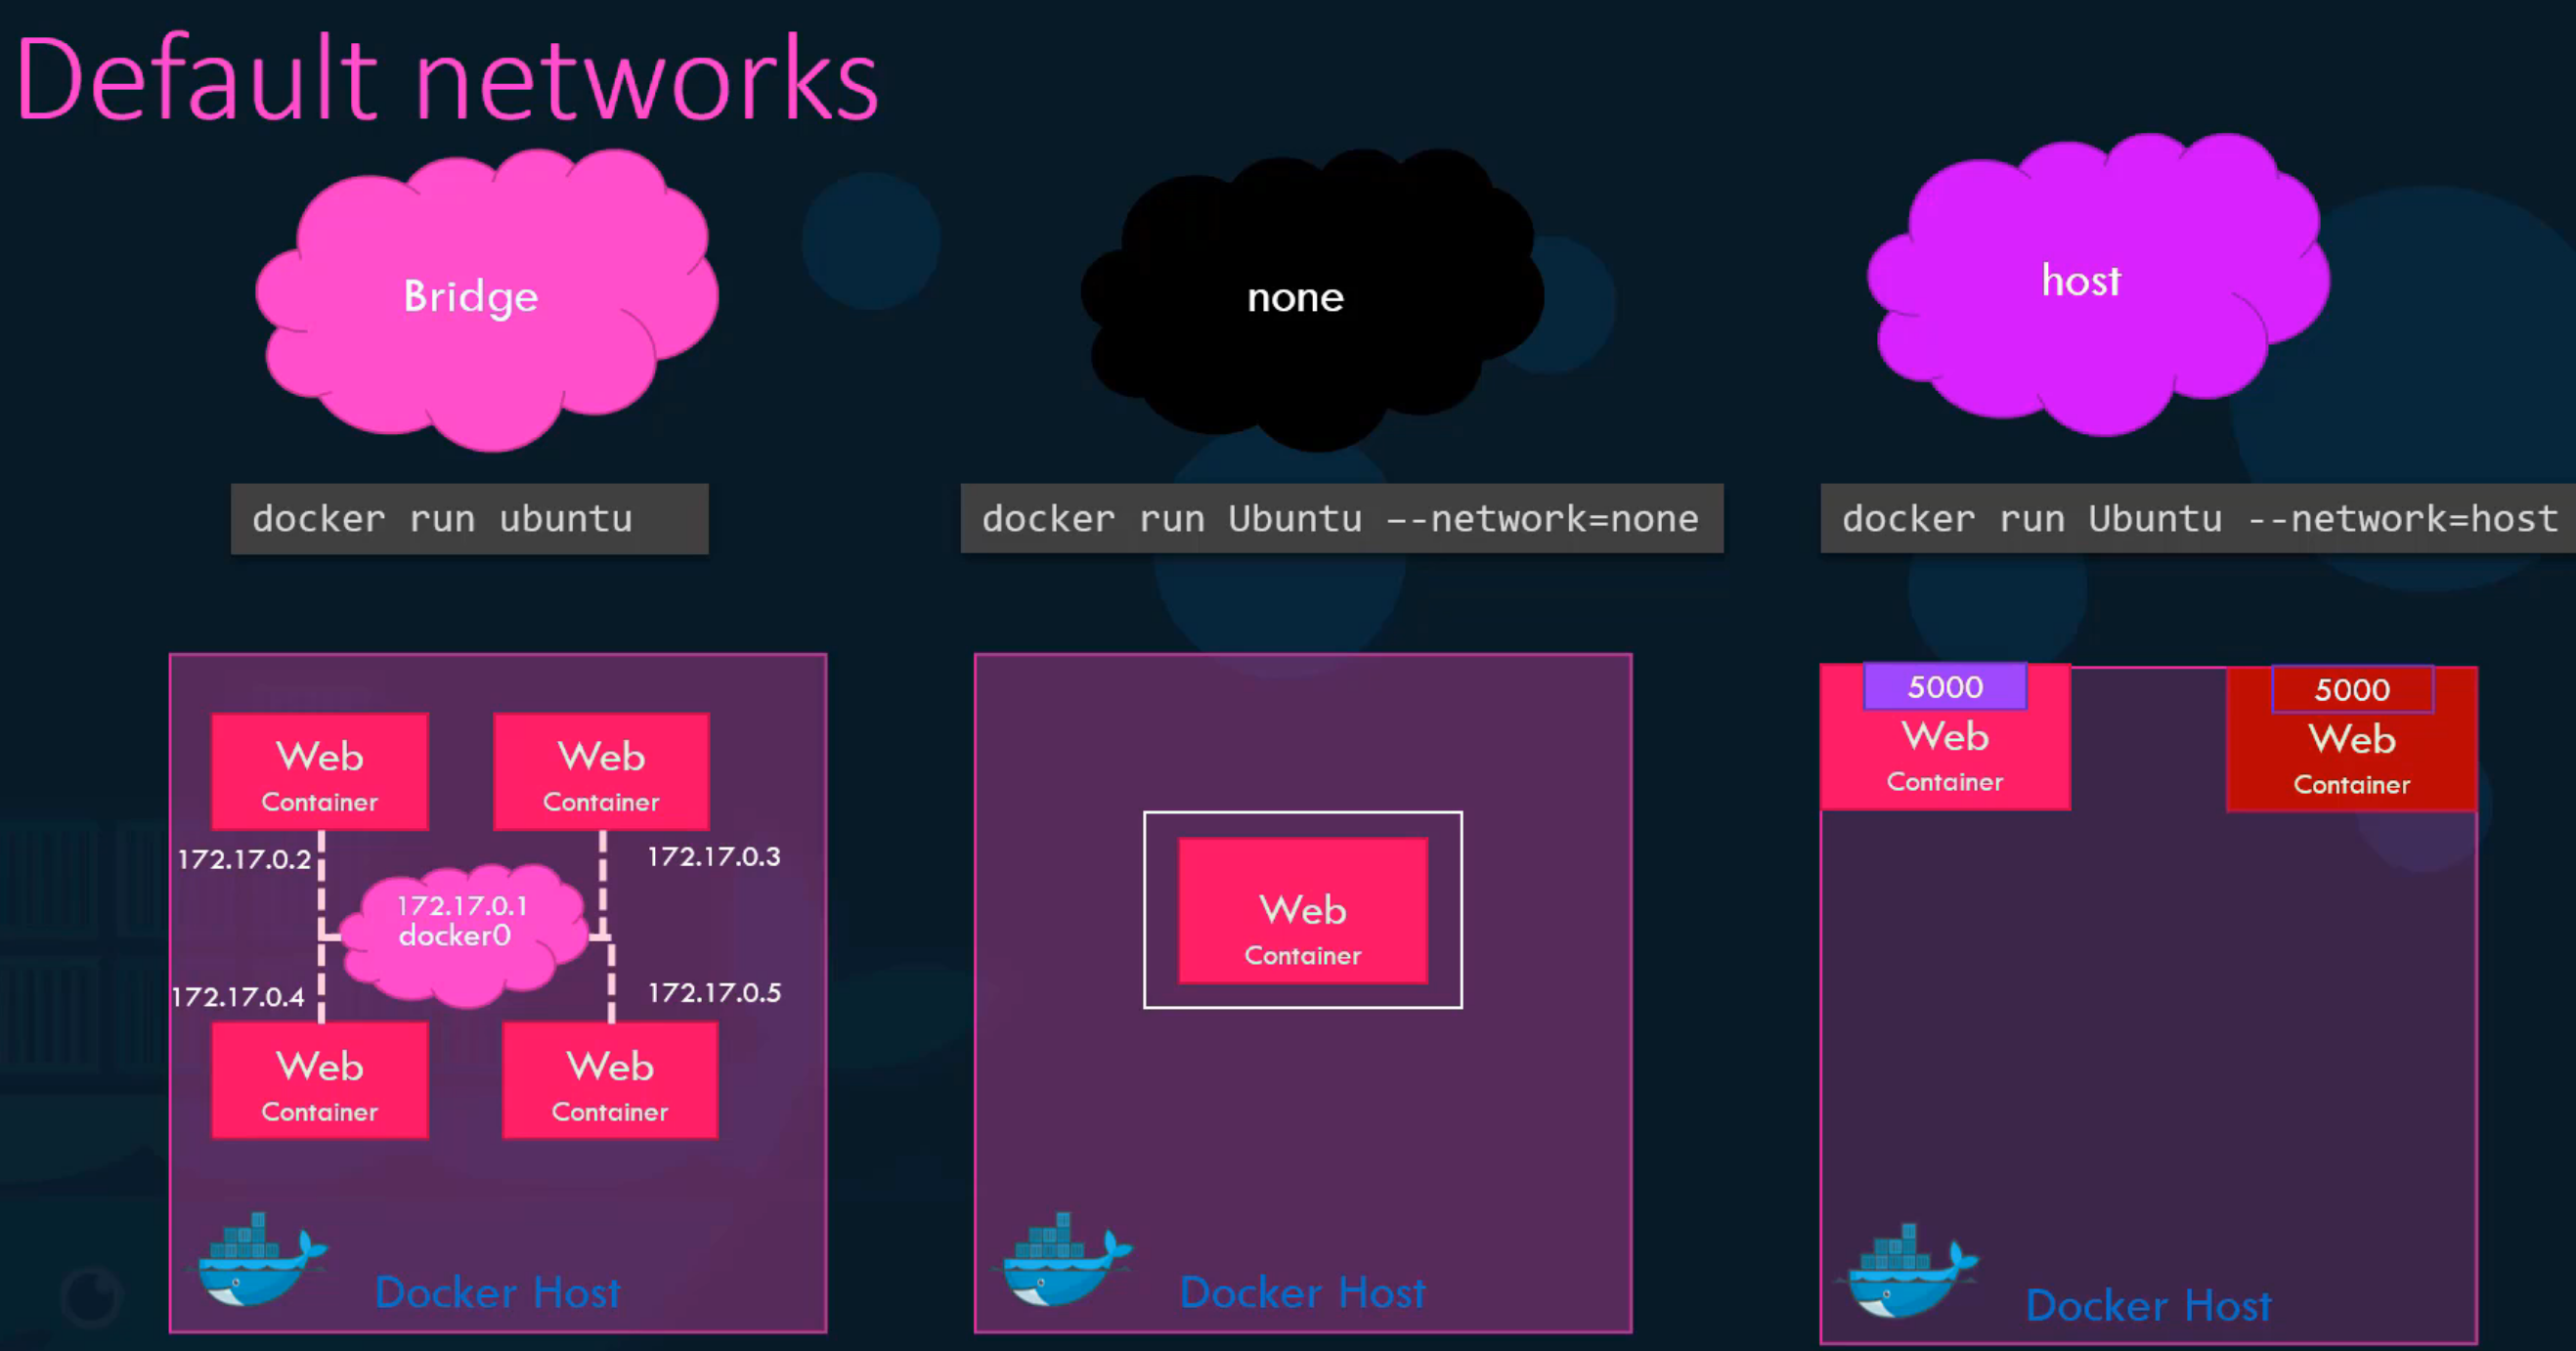 Default networks
Bridge
none
host
docker run ubuntu
docker run Ubuntu –-network=none
docker run Ubuntu --network=host
Web
Container
Web
Container
172.17.0.2
172.17.0.3
172.17.0.1
docker0
172.17.0.4
172.17.0.5
Web
Container
Web
Container
Docker Host
Web
Container
Docker Host
5000
Web
Container
5000
Web
Container
Docker Host